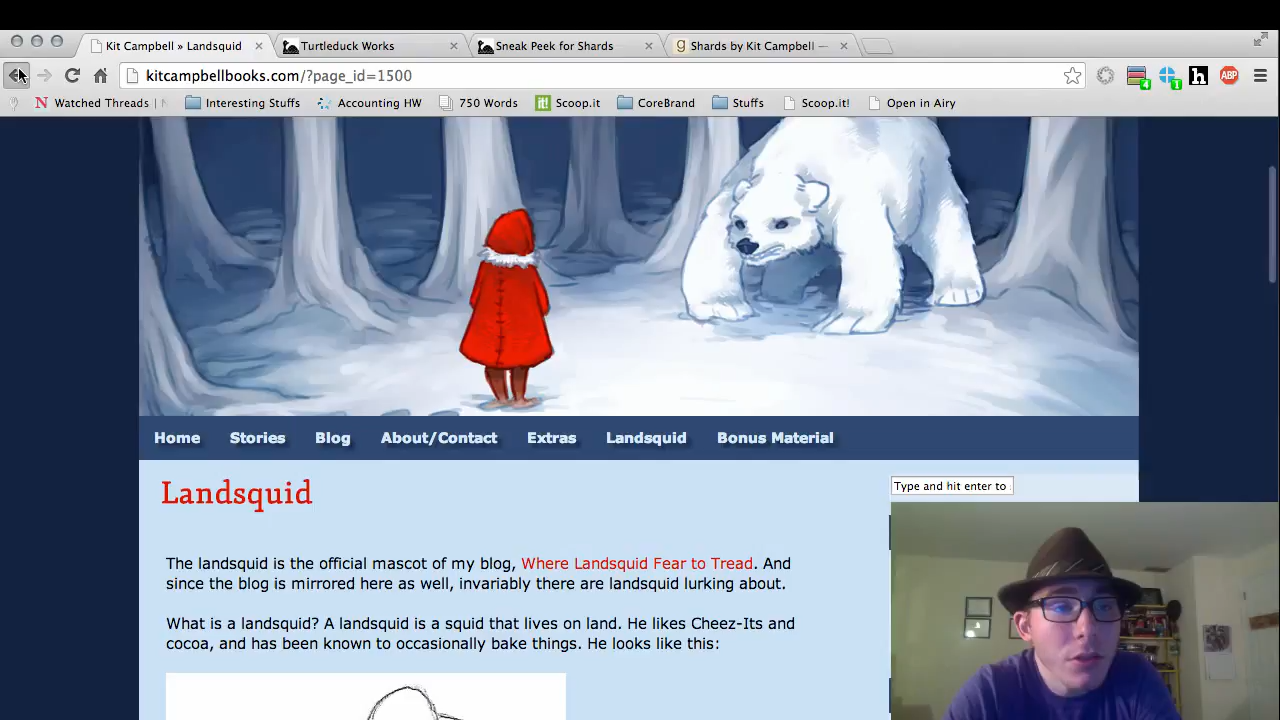 Kit Campbell » Landsquid
Turtleduck Works
Sneak Peek for Shards
Shards by Kit Campbell —
kitcampbellbooks.com/?page_id=1500
4
1
h
ABP
N Watched Threads |
Interesting Stuffs
Accounting HW
750 Words
it! Scoop.it
CoreBrand
Stuffs
Scoop.it!
Open in Airy
Home
Stories
Blog
About/Contact
Extras
Landsquid
Bonus Material
Landsquid
Type and hit enter to
The landsquid is the official mascot of my blog, Where Landsquid Fear to Tread. And
since the blog is mirrored here as well, invariably there are landsquid lurking about.
What is a landsquid? A landsquid is a squid that lives on land. He likes Cheez-Its and
cocoa, and has been known to occasionally bake things. He looks like this: